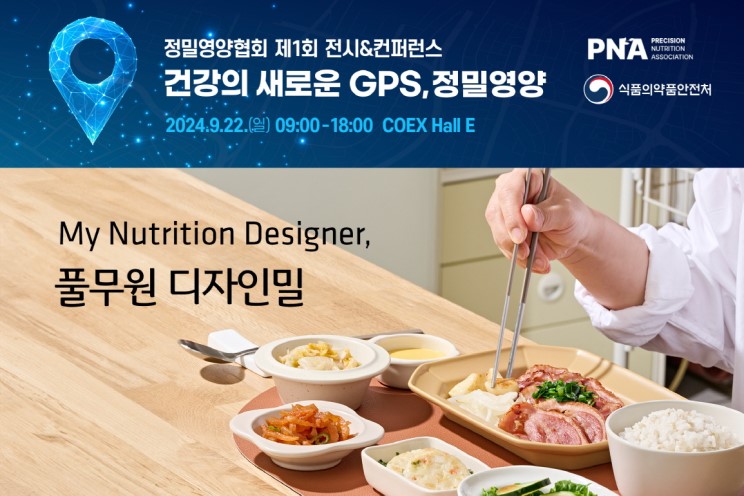 정밀영양협회 제1회 전시&컨퍼런스
건강의 새로운 GPS, 정밀영양
2024.9.22.(일) 09:00-18:00 COEX Hall E
PNA PRECISION NUTRITION ASSOCIATION
식품의약품안전처
My Nutrition Designer,
풀무원 디자인밀